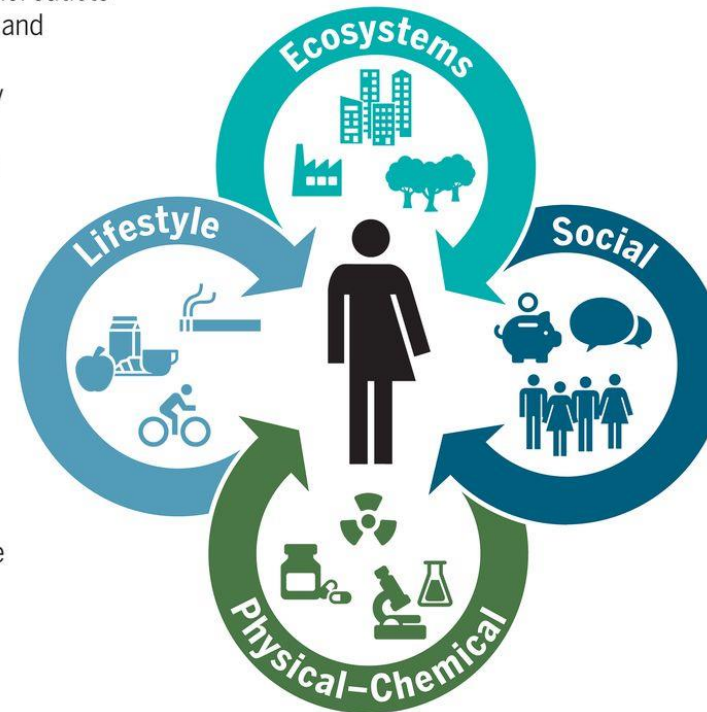 and
Ecosystems
Lifestyle
Social
e
Physical–Chemical